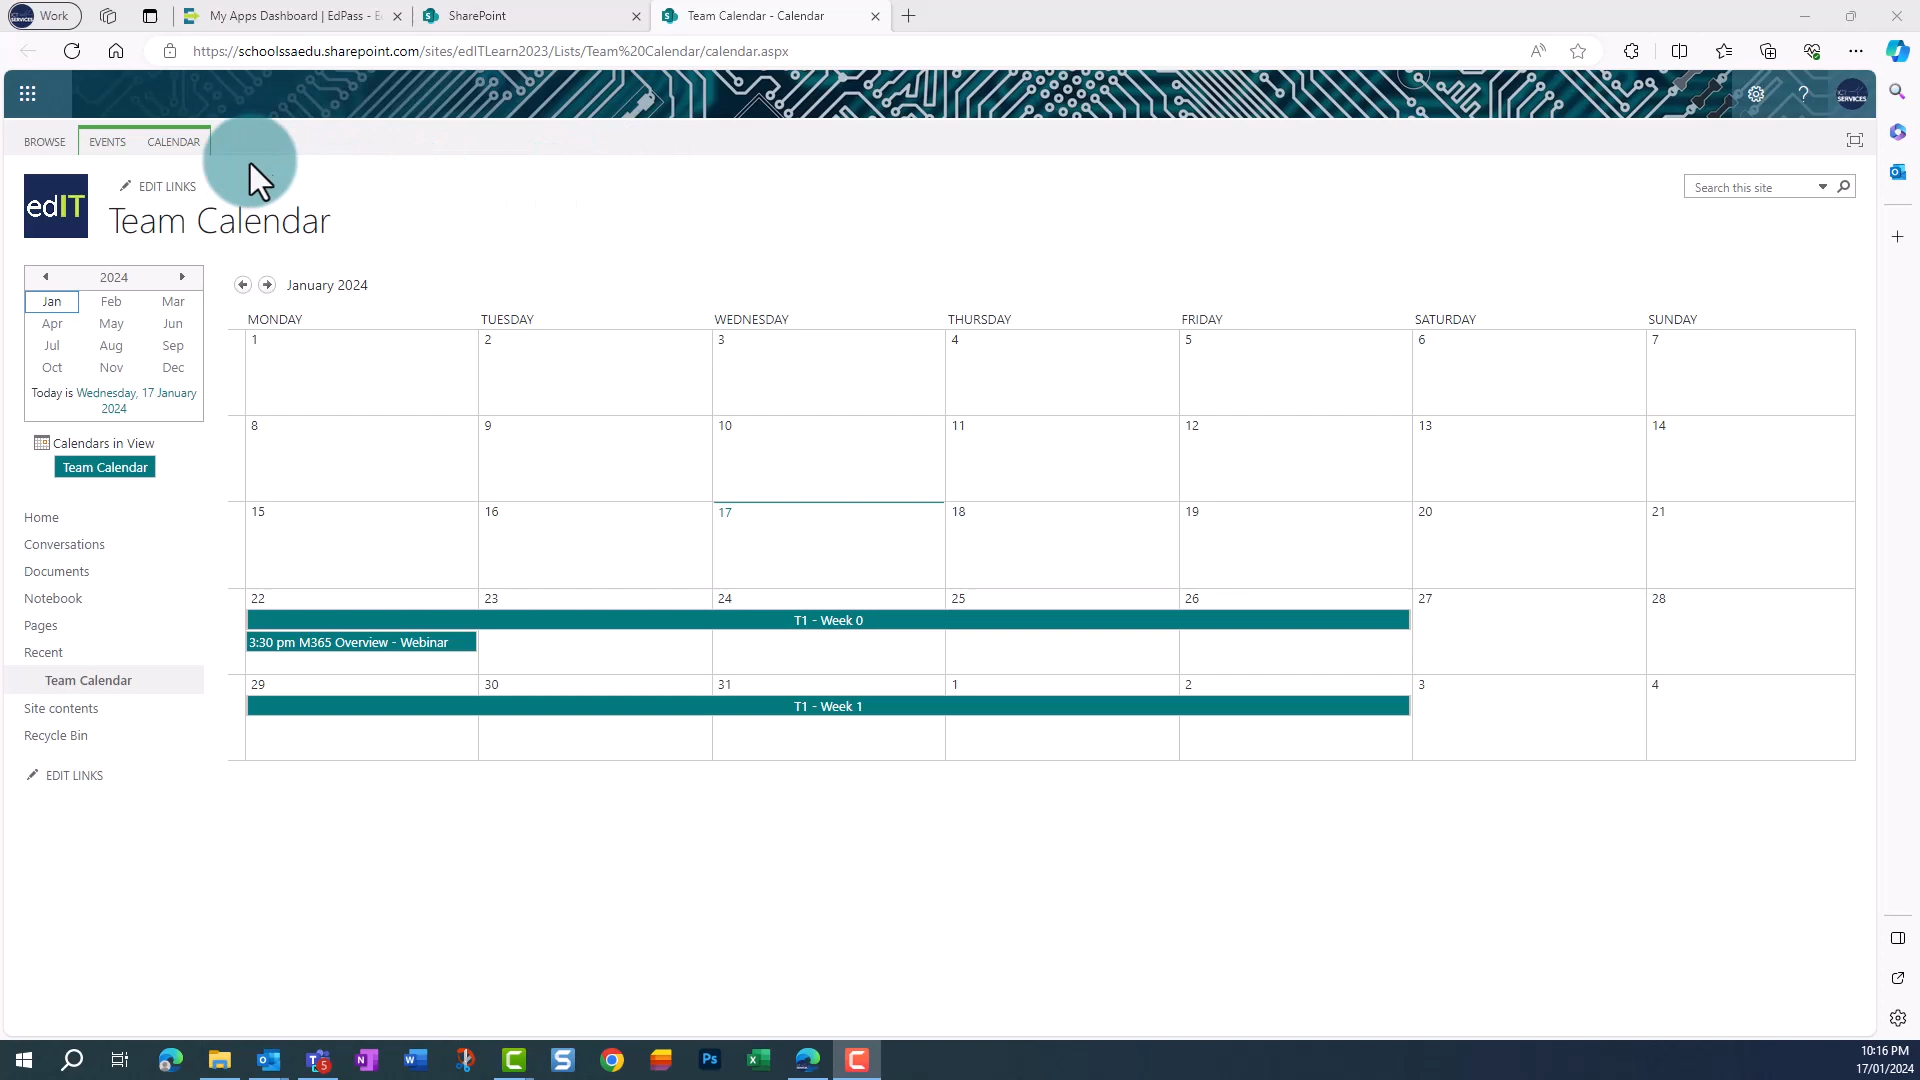 Work
My Apps Dashboard | EdPass - E
SharePoint
Team Calendar - Calendar
https://schoolssaedu.sharepoint.com/sites/edITLearn2023/Lists/Team%20Calendar/calendar.aspx
SERVICES
BROWSE EVENTS CALENDAR
edIT
EDIT LINKS
Team Calendar
Search this site
2024
Jan Feb Mar
Apr May Jun
Jul Aug Sep
Oct Nov Dec
Today is Wednesday, 17 January
2024
Calendars in View
Team Calendar
Home
Conversations
Documents
Notebook
Pages
Recent
Team Calendar
Site contents
Recycle Bin
EDIT LINKS
January 2024
MONDAY TUESDAY WEDNESDAY THURSDAY FRIDAY SATURDAY SUNDAY
1 2 3 4 5 6 7
8 9 10 11 12 13 14
15 16 17 18 19 20 21
22 23 24 25 26 27 28
T1 - Week 0
3:30 pm M365 Overview - Webinar
29 30 31 1 2 3 4
T1 - Week 1
10:16 PM
17/01/2024